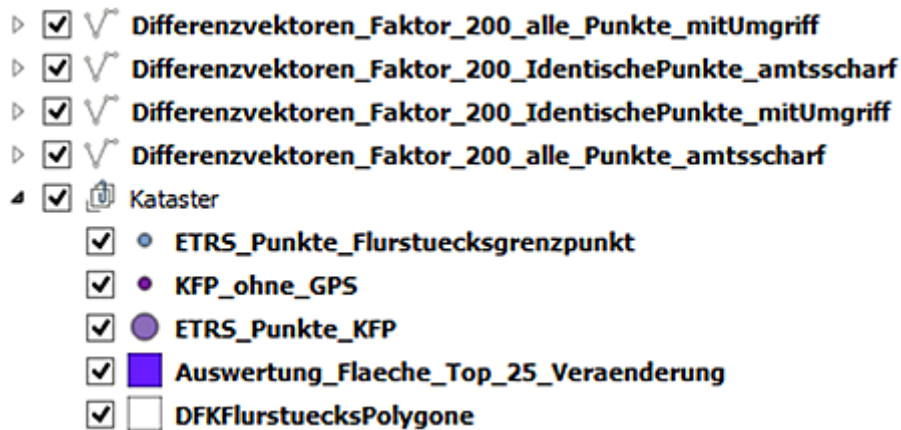 Differenzvektoren_Faktor_200_alle_Punkte_mitUmgriff
Differenzvektoren_Faktor_200_IdentischePunkte_amtsscharf
Differenzvektoren_Faktor_200_IdentischePunkte_mitUmgriff
Differenzvektoren_Faktor_200_alle_Punkte_amtsscharf
Kataster
ETRS_Punkte_Flurstuecksgrenzpunkt
KFP_ohne_GPS
ETRS_Punkte_KFP
Auswertung_Flaeche_Top_25_Veraenderung
DFKFlurstuecksPolygone